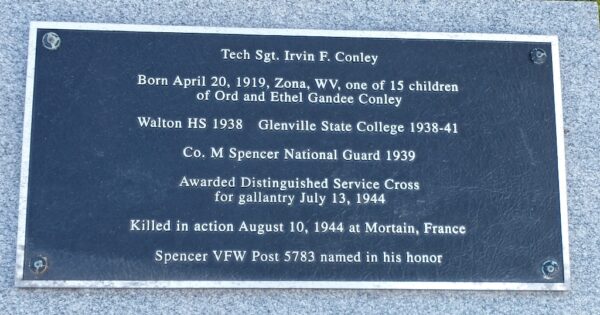 Tech Sgt. Irvin F. Conley
Born April 20, 1919, Zona, WV, one of 15 children
of Ord and Ethel Gandee Conley
Walton HS 1938 Glenville State College 1938-41
Co. M Spencer National Guard 1939
Awarded Distinguished Service Cross
for gallantry July 13, 1944
Killed in action August 10, 1944 at Mortain, France
Spencer VFW Post 5783 named in his honor